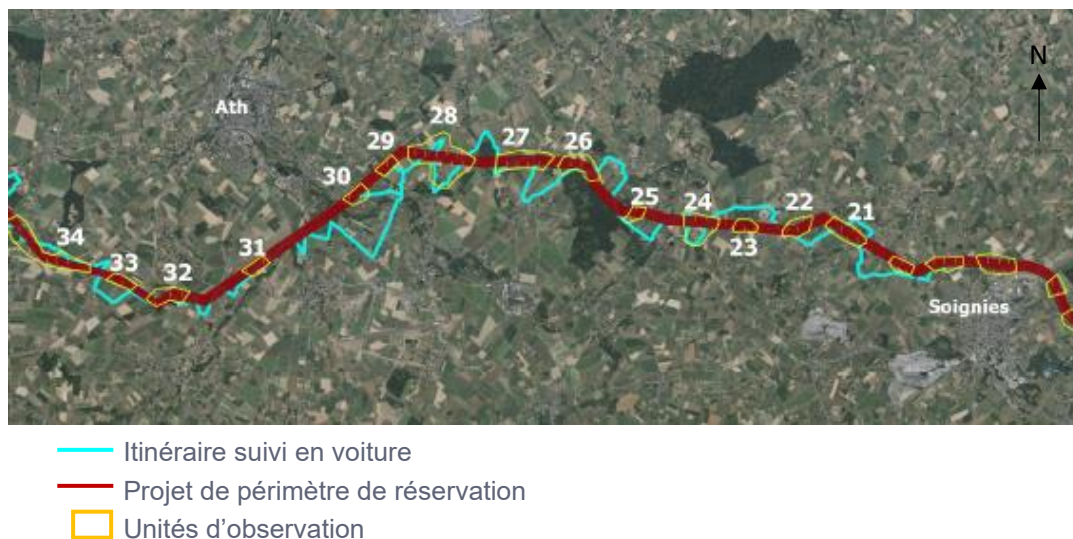 N
Ath
28
29
27
26
30
25
24
22
21
23
34
31
33
32
Soignies
Itinéraire suivi en voiture
Projet de périmètre de réservation
Unités d’observation